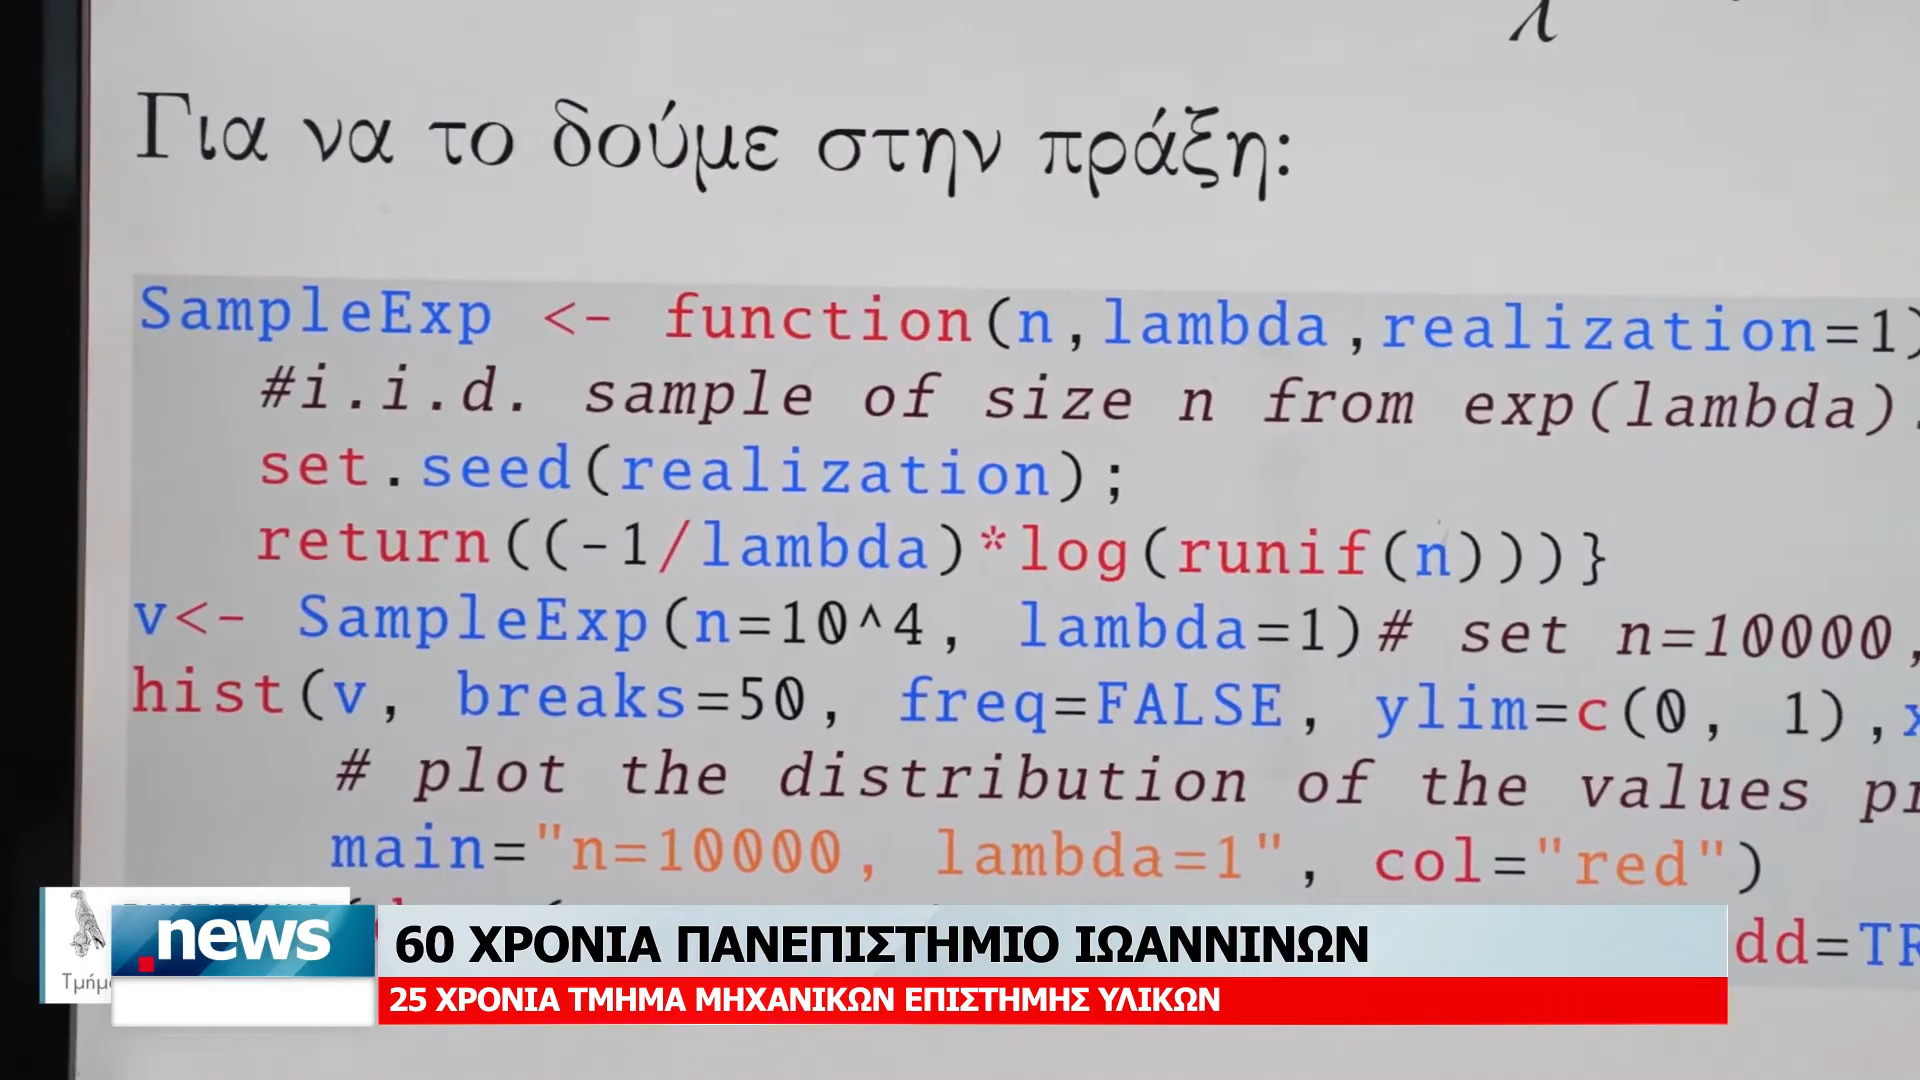 λ
Για να το δούμε στην πράξη:
SampleExp <- function(n,lambda,realization=1)
#i.i.d. sample of size n from exp(lambda).
set.seed(realization);
return((-1/lambda)*log(runif(n)))}
v<- SampleExp(n=10^4, lambda=1)# set n=10000,
hist(v, breaks=50, freq=FALSE, ylim=c(0, 1),x
# plot the distribution of the values
main="n=10000, lambda=1", col="red")
.news
60 ΧΡΟΝΙΑ ΠΑΝΕΠΙΣΤΗΜΙΟ ΙΩΑΝΝΙΝΩΝ
25 ΧΡΟΝΙΑ ΤΜΗΜΑ ΜΗΧΑΝΙΚΩΝ ΕΠΙΣΤΗΜΗΣ ΥΛΙΚΩΝ